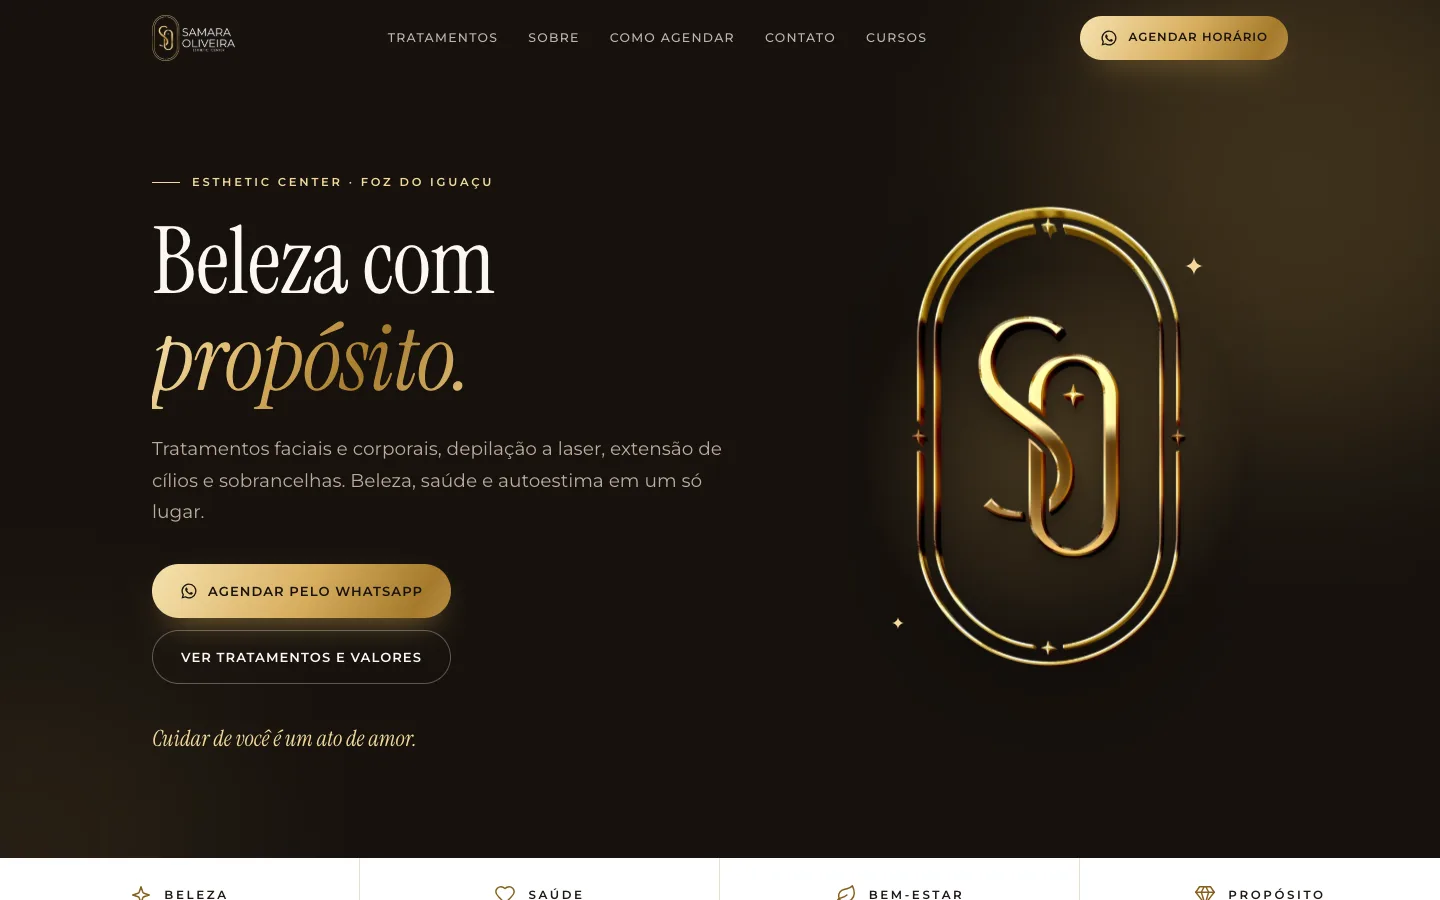 SAMARA
OLIVEIRA
TRATAMENTOS
SOBRE
COMO AGENDAR
CONTATO
CURSOS
AGENDAR HORÁRIO
ESTHETIC CENTER · FOZ DO IGUAÇU
Beleza com
propósito.
Tratamentos faciais e corporais, depilação a laser, extensão de
cílios e sobrancelhas. Beleza, saúde e autoestima em um só
lugar.
SO
AGENDAR PELO WHATSAPP
VER TRATAMENTOS E VALORES
Cuidar de você é um ato de amor.
BELEZA
SAÚDE
BEM-ESTAR
PROPÓSITO